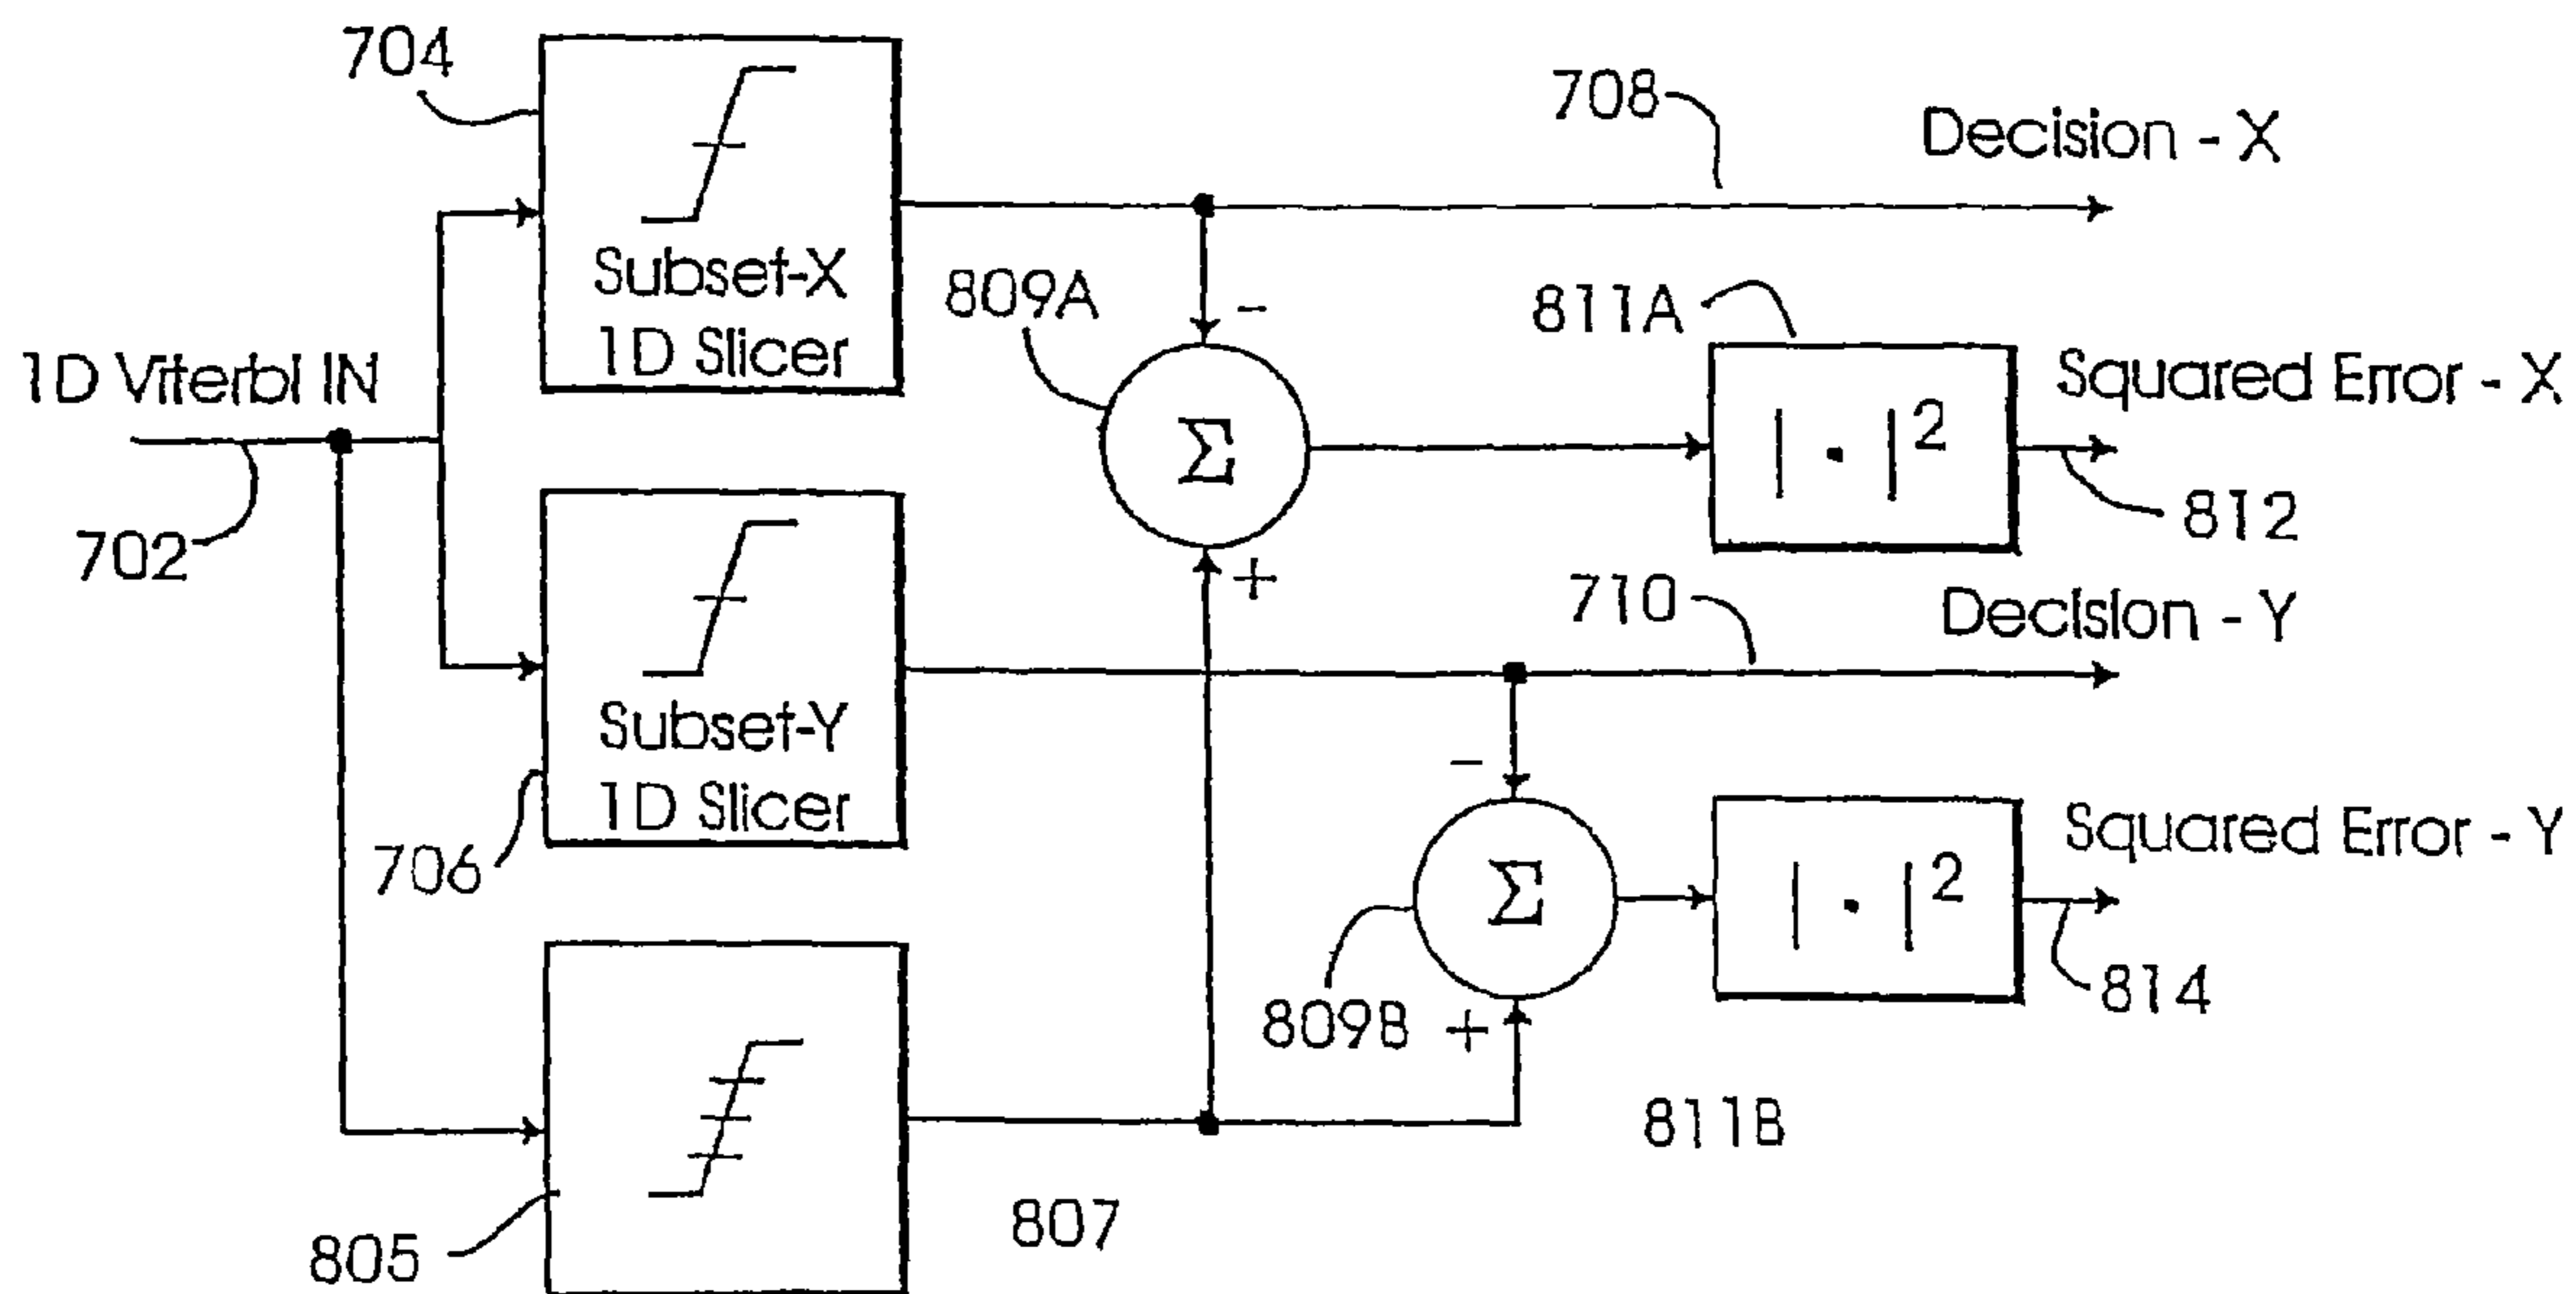 704
Subset-X
1D Slicer
708
Decision - X
809A
-
Σ
+
811A
| · |²
Squared Error - X
812
1D Viterbi IN
702
Subset-Y
1D Slicer
706
710
Decision - Y
-
Σ
809B +
| · |²
Squared Error - Y
814
811B
807
805